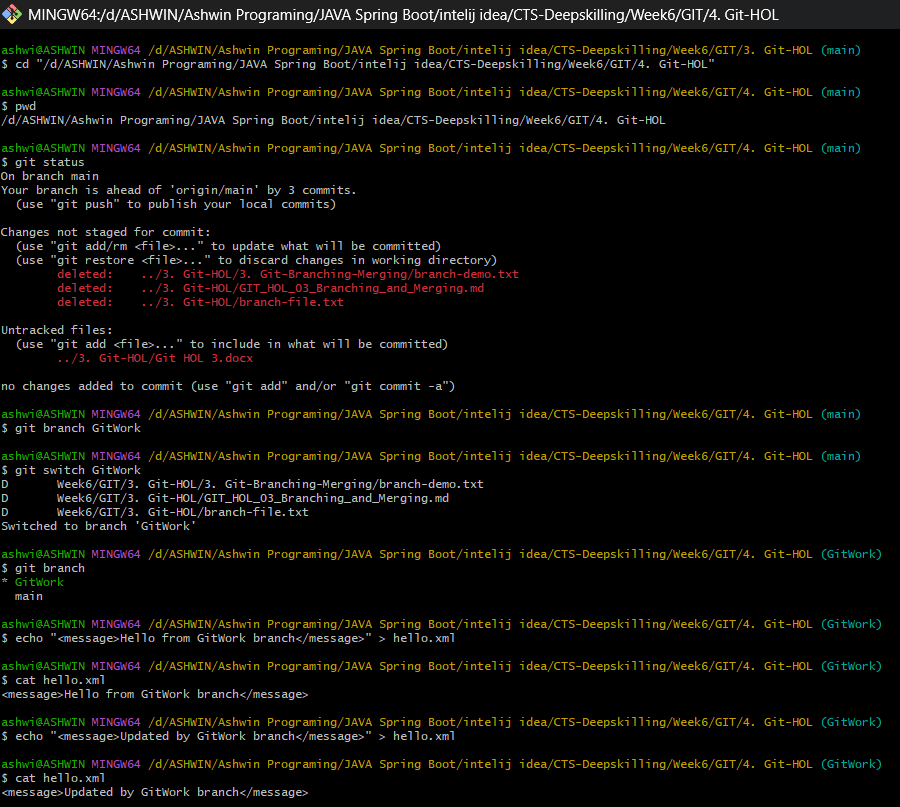 MINGW64:/d/ASHWIN/Ashwin Programing/JAVA Spring Boot/intelij idea/CTS-Deepskilling/Week6/GIT/4. Git-HOL
ashwi@ASHWIN MINGW64 /d/ASHWIN/Ashwin Programing/JAVA Spring Boot/intelij idea/CTS-Deepskilling/Week6/GIT/3. Git-HOL (main)
$ cd "/d/ASHWIN/Ashwin Programing/JAVA Spring Boot/intelij idea/CTS-Deepskilling/Week6/GIT/4. Git-HOL"
ashwi@ASHWIN MINGW64 /d/ASHWIN/Ashwin Programing/JAVA Spring Boot/intelij idea/CTS-Deepskilling/Week6/GIT/4. Git-HOL (main)
$ pwd
/d/ASHWIN/Ashwin Programing/JAVA Spring Boot/intelij idea/CTS-Deepskilling/Week6/GIT/4. Git-HOL
ashwi@ASHWIN MINGW64 /d/ASHWIN/Ashwin Programing/JAVA Spring Boot/intelij idea/CTS-Deepskilling/Week6/GIT/4. Git-HOL (main)
$ git status
On branch main
Your branch is ahead of 'origin/main' by 3 commits.
  (use "git push" to publish your local commits)
Changes not staged for commit:
  (use "git add/rm <file>..." to update what will be committed)
  (use "git restore <file>..." to discard changes in working directory)
        deleted:    ../3. Git-HOL/3. Git-Branching-Merging/branch-demo.txt
        deleted:    ../3. Git-HOL/GIT_HOL_03_Branching_and_Merging.md
        deleted:    ../3. Git-HOL/branch-file.txt
Untracked files:
  (use "git add <file>..." to include in what will be committed)
        ../3. Git-HOL/Git HOL 3.docx
no changes added to commit (use "git add" and/or "git commit -a")
ashwi@ASHWIN MINGW64 /d/ASHWIN/Ashwin Programing/JAVA Spring Boot/intelij idea/CTS-Deepskilling/Week6/GIT/4. Git-HOL (main)
$ git branch GitWork
ashwi@ASHWIN MINGW64 /d/ASHWIN/Ashwin Programing/JAVA Spring Boot/intelij idea/CTS-Deepskilling/Week6/GIT/4. Git-HOL (main)
$ git switch GitWork
D       Week6/GIT/3. Git-HOL/3. Git-Branching-Merging/branch-demo.txt
D       Week6/GIT/3. Git-HOL/GIT_HOL_03_Branching_and_Merging.md
D       Week6/GIT/3. Git-HOL/branch-file.txt
Switched to branch 'GitWork'
ashwi@ASHWIN MINGW64 /d/ASHWIN/Ashwin Programing/JAVA Spring Boot/intelij idea/CTS-Deepskilling/Week6/GIT/4. Git-HOL (GitWork)
$ git branch
* GitWork
  main
ashwi@ASHWIN MINGW64 /d/ASHWIN/Ashwin Programing/JAVA Spring Boot/intelij idea/CTS-Deepskilling/Week6/GIT/4. Git-HOL (GitWork)
$ echo "<message>Hello from GitWork branch</message>" > hello.xml
ashwi@ASHWIN MINGW64 /d/ASHWIN/Ashwin Programing/JAVA Spring Boot/intelij idea/CTS-Deepskilling/Week6/GIT/4. Git-HOL (GitWork)
$ cat hello.xml
<message>Hello from GitWork branch</message>
ashwi@ASHWIN MINGW64 /d/ASHWIN/Ashwin Programing/JAVA Spring Boot/intelij idea/CTS-Deepskilling/Week6/GIT/4. Git-HOL (GitWork)
$ echo "<message>Updated by GitWork branch</message>" > hello.xml
ashwi@ASHWIN MINGW64 /d/ASHWIN/Ashwin Programing/JAVA Spring Boot/intelij idea/CTS-Deepskilling/Week6/GIT/4. Git-HOL (GitWork)
$ cat hello.xml
<message>Updated by GitWork branch</message>